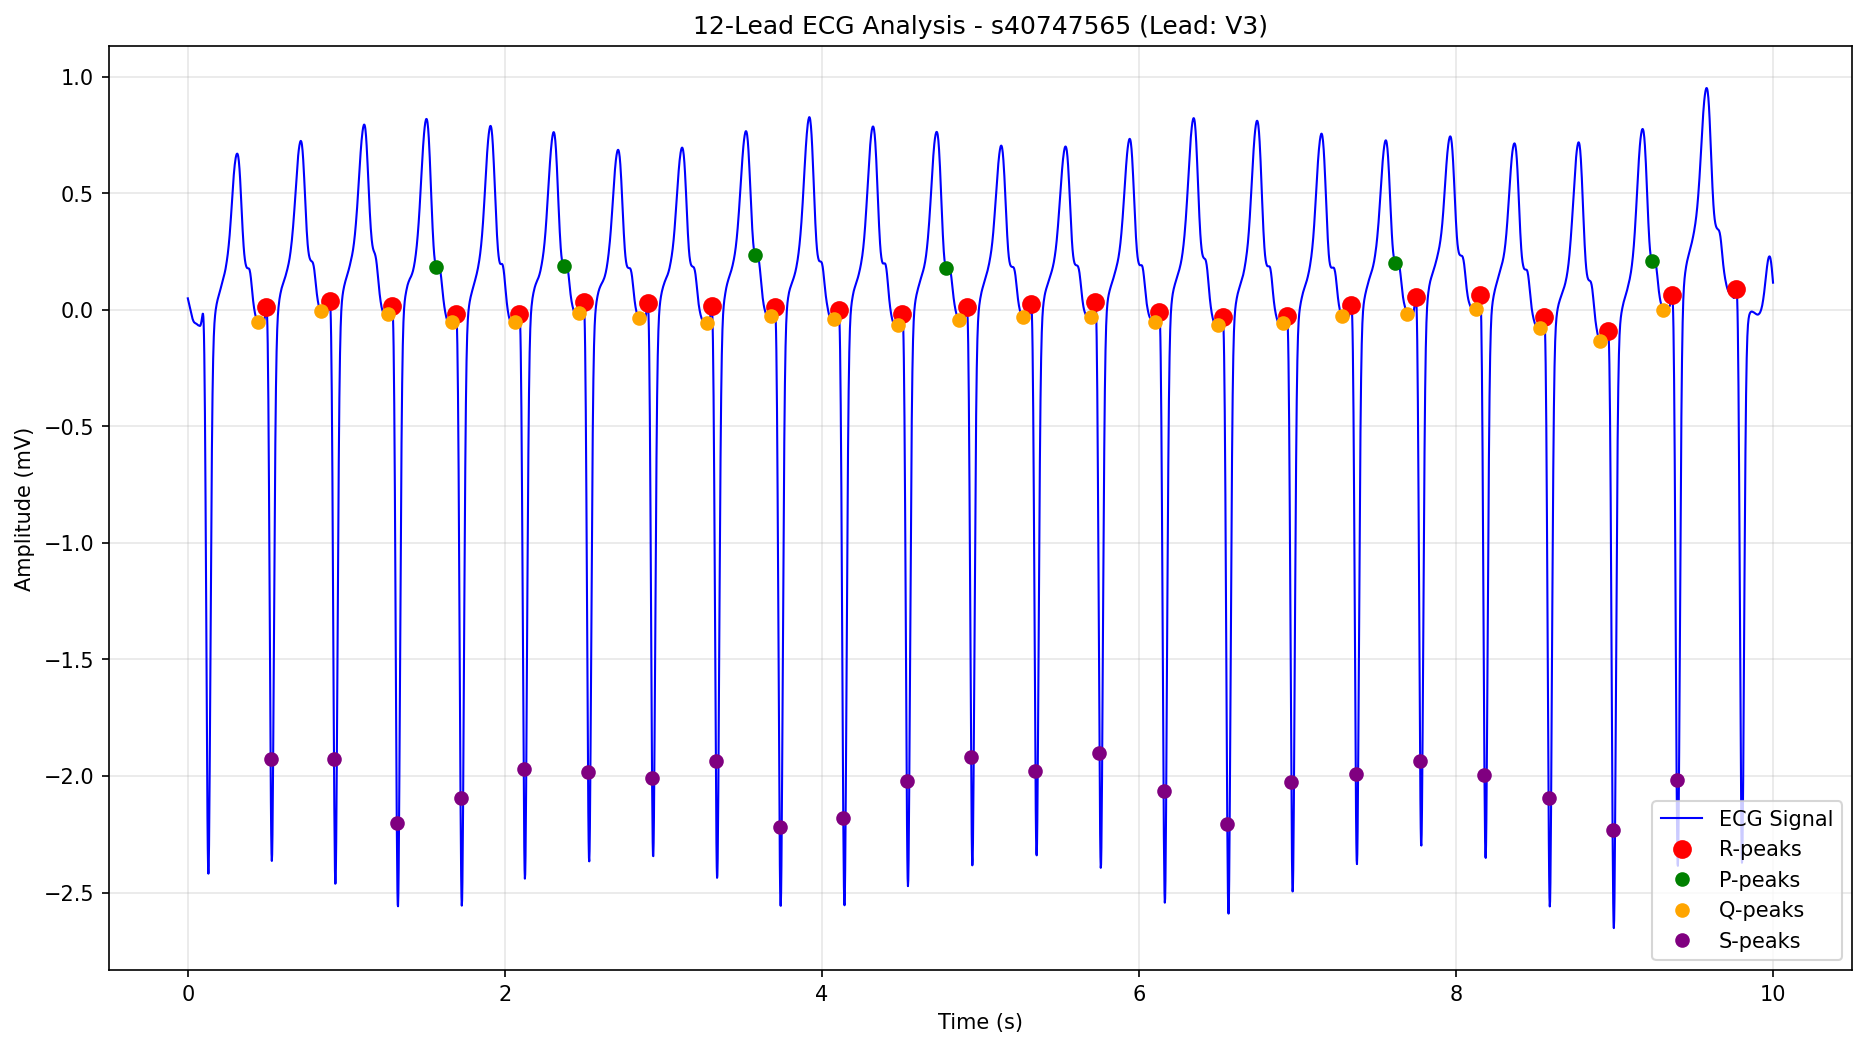 12-Lead ECG Analysis - s40747565 (Lead: V3)
1.0
0.5
0.0
−0.5
−1.0
−1.5
−2.0
−2.5
Amplitude (mV)
0 2 4 6 8 10
Time (s)
ECG Signal
R-peaks
P-peaks
Q-peaks
S-peaks